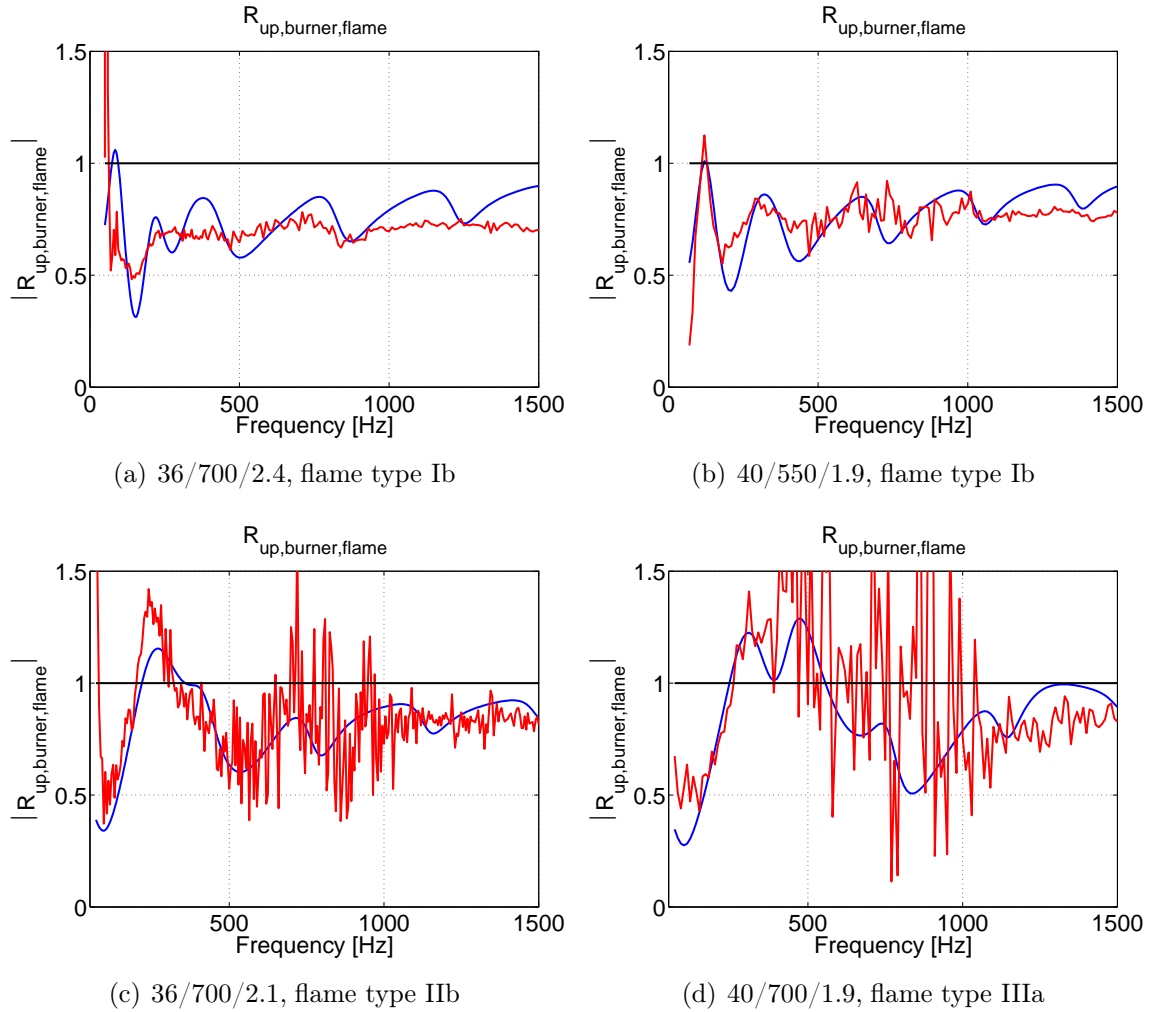 R_up,burner,flame
| R_up,burner,flame |
1.5
1
0.5
0
0 500 1000 1500
Frequency [Hz]
(a) 36/700/2.4, flame type Ib
R_up,burner,flame
| R_up,burner,flame |
1.5
1
0.5
0
500 1000 1500
Frequency [Hz]
(b) 40/550/1.9, flame type Ib
R_up,burner,flame
| R_up,burner,flame |
1.5
1
0.5
0
500 1000 1500
Frequency [Hz]
(c) 36/700/2.1, flame type IIb
R_up,burner,flame
| R_up,burner,flame |
1.5
1
0.5
0
500 1000 1500
Frequency [Hz]
(d) 40/700/1.9, flame type IIIa